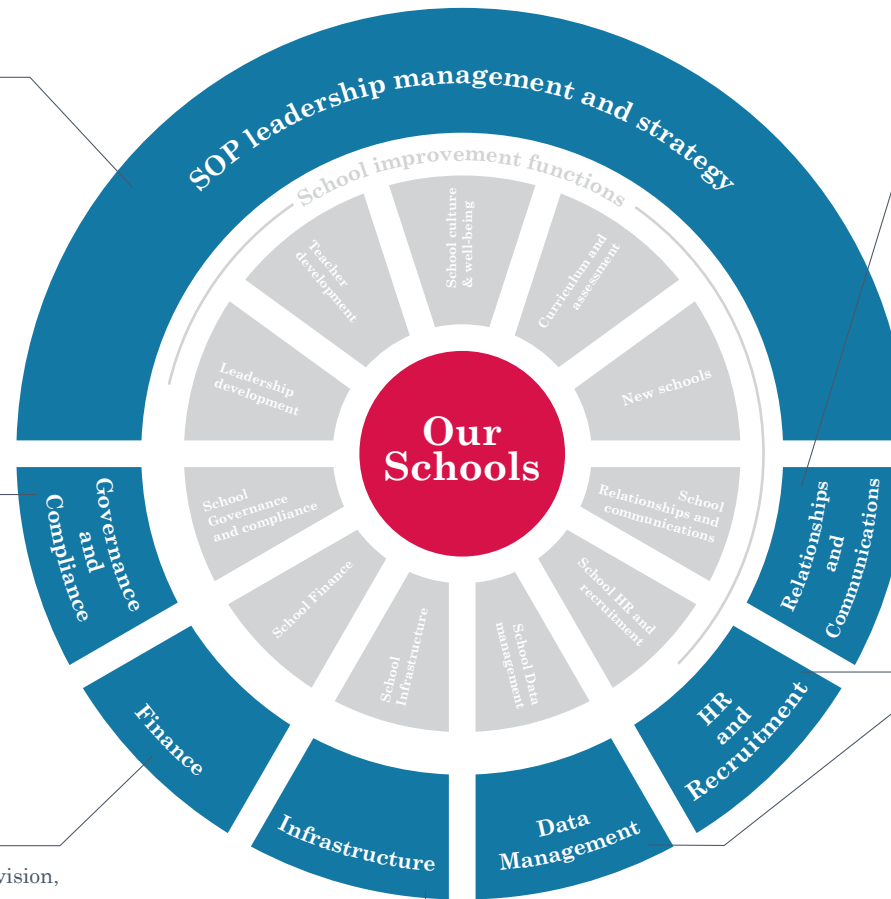 SOP leadership management and strategy
School improvement functions
Leadership
development
Teacher
development
School culture
& well-being
Curriculum and
assessment
New schools
Our
Schools
School
Governance
and compliance
School Finance
School
Infrastructure
School Data
management
School HR and
recruitment
School
Relationships and
communications
Governance
and
Compliance
Finance
Infrastructure
Data
Management
HR
and
Recruitment
Relationships
and
Communications
vision,